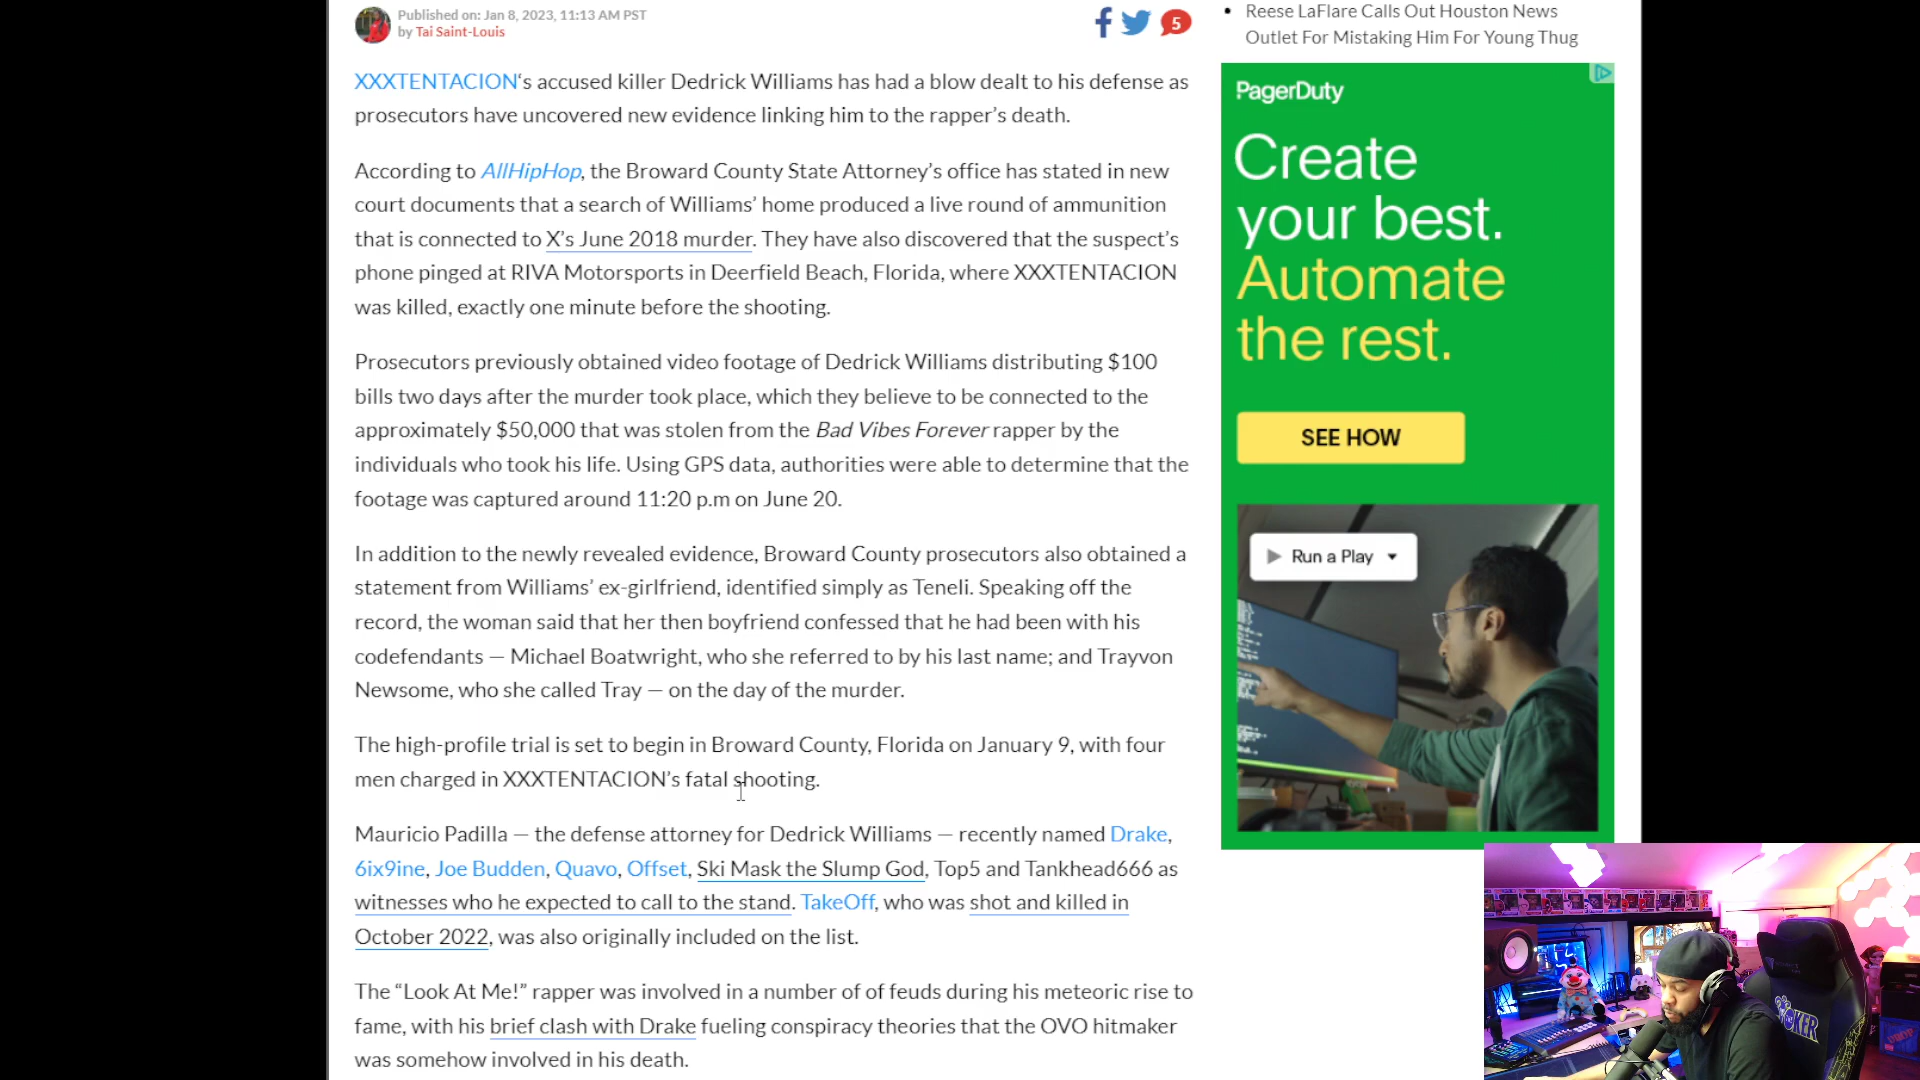 Published on: Jan 8, 2023, 11:13 AM PST
by Tai Saint-Louis
5
XXXTENTACION‘s accused killer Dedrick Williams has had a blow dealt to his defense as
prosecutors have uncovered new evidence linking him to the rapper’s death.
According to AllHipHop, the Broward County State Attorney’s office has stated in new
court documents that a search of Williams’ home produced a live round of ammunition
that is connected to X’s June 2018 murder. They have also discovered that the suspect’s
phone pinged at RIVA Motorsports in Deerfield Beach, Florida, where XXXTENTACION
was killed, exactly one minute before the shooting.
Prosecutors previously obtained video footage of Dedrick Williams distributing $100
bills two days after the murder took place, which they believe to be connected to the
approximately $50,000 that was stolen from the Bad Vibes Forever rapper by the
individuals who took his life. Using GPS data, authorities were able to determine that the
footage was captured around 11:20 p.m on June 20.
In addition to the newly revealed evidence, Broward County prosecutors also obtained a
statement from Williams’ ex-girlfriend, identified simply as Teneli. Speaking off the
record, the woman said that her then boyfriend confessed that he had been with his
codefendants — Michael Boatwright, who she referred to by his last name; and Trayvon
Newsome, who she called Tray — on the day of the murder.
The high-profile trial is set to begin in Broward County, Florida on January 9, with four
men charged in XXXTENTACION’s fatal shooting.
Mauricio Padilla — the defense attorney for Dedrick Williams — recently named Drake,
6ix9ine, Joe Budden, Quavo, Offset, Ski Mask the Slump God, Top5 and Tankhead666 as
witnesses who he expected to call to the stand. TakeOff, who was shot and killed in
October 2022, was also originally included on the list.
The “Look At Me!” rapper was involved in a number of of feuds during his meteoric rise to
fame, with his brief clash with Drake fueling conspiracy theories that the OVO hitmaker
was somehow involved in his death.
• Reese LaFlare Calls Out Houston News
Outlet For Mistaking Him For Young Thug
PagerDuty
Create
your best.
Automate
the rest.
SEE HOW
Run a Play